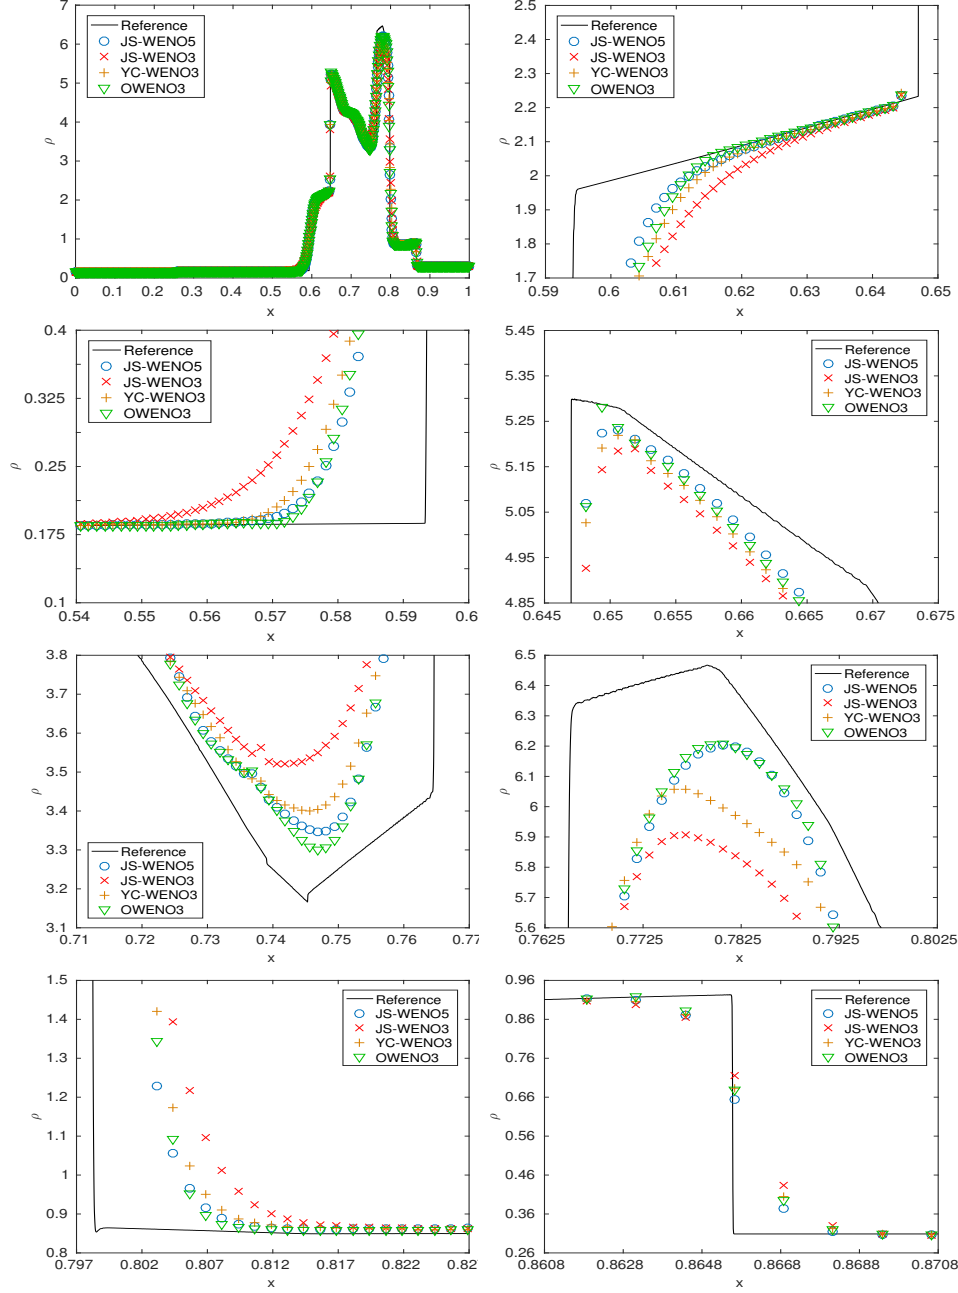 7
6
5
4
3
2
1
0
ρ
Reference
JS-WENO5
JS-WENO3
YC-WENO3
OWENO3
0 0.1 0.2 0.3 0.4 0.5 0.6 0.7 0.8 0.9 1
x
2.5
2.4
2.3
2.2
2.1
2
1.9
1.8
1.7
ρ
Reference
JS-WENO5
JS-WENO3
YC-WENO3
OWENO3
0.59 0.6 0.61 0.62 0.63 0.64 0.65
x
0.4
0.325
0.25
0.175
0.1
ρ
Reference
JS-WENO5
JS-WENO3
YC-WENO3
OWENO3
0.54 0.55 0.56 0.57 0.58 0.59 0.6
x
5.45
5.35
5.25
5.15
5.05
4.95
4.85
ρ
Reference
JS-WENO5
JS-WENO3
YC-WENO3
OWENO3
0.645 0.65 0.655 0.66 0.665 0.67 0.675
x
3.8
3.7
3.6
3.5
3.4
3.3
3.2
3.1
ρ
Reference
JS-WENO5
JS-WENO3
YC-WENO3
OWENO3
0.71 0.72 0.73 0.74 0.75 0.76 0.77
x
6.5
6.4
6.3
6.2
6.1
6
5.9
5.8
5.7
5.6
ρ
Reference
JS-WENO5
JS-WENO3
YC-WENO3
OWENO3
0.7625 0.7725 0.7825 0.7925 0.8025
x
1.5
1.4
1.3
1.2
1.1
1
0.9
0.8
ρ
Reference
JS-WENO5
JS-WENO3
YC-WENO3
OWENO3
0.797 0.802 0.807 0.812 0.817 0.822 0.82
x
0.96
0.86
0.76
0.66
0.56
0.46
0.36
0.26
ρ
Reference
JS-WENO5
JS-WENO3
YC-WENO3
OWENO3
0.8608 0.8628 0.8648 0.8668 0.8688 0.8708
x